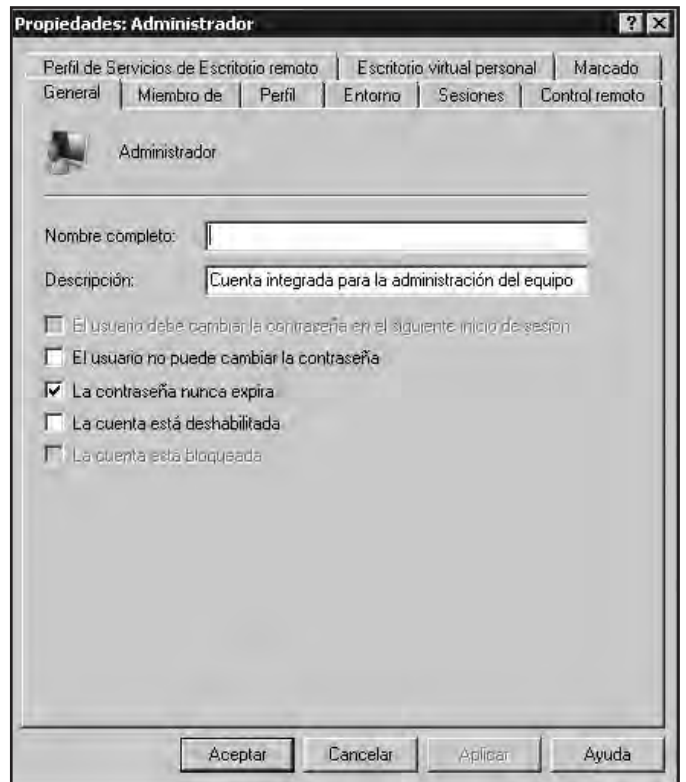 Propiedades: Administrador
Perfil de Servicios de Escritorio remoto Escritorio virtual personal Marcado
General Miembro de Perfil Entorno Sesiones Control remoto
Administrador
Nombre completo:
Descripción: Cuenta integrada para la administración del equipo
El usuario debe cambiar la contraseña en el siguiente inicio de sesión
El usuario no puede cambiar la contraseña
La contraseña nunca expira
La cuenta está deshabilitada
La cuenta está bloqueada
Aceptar Cancelar Aplicar Ayuda